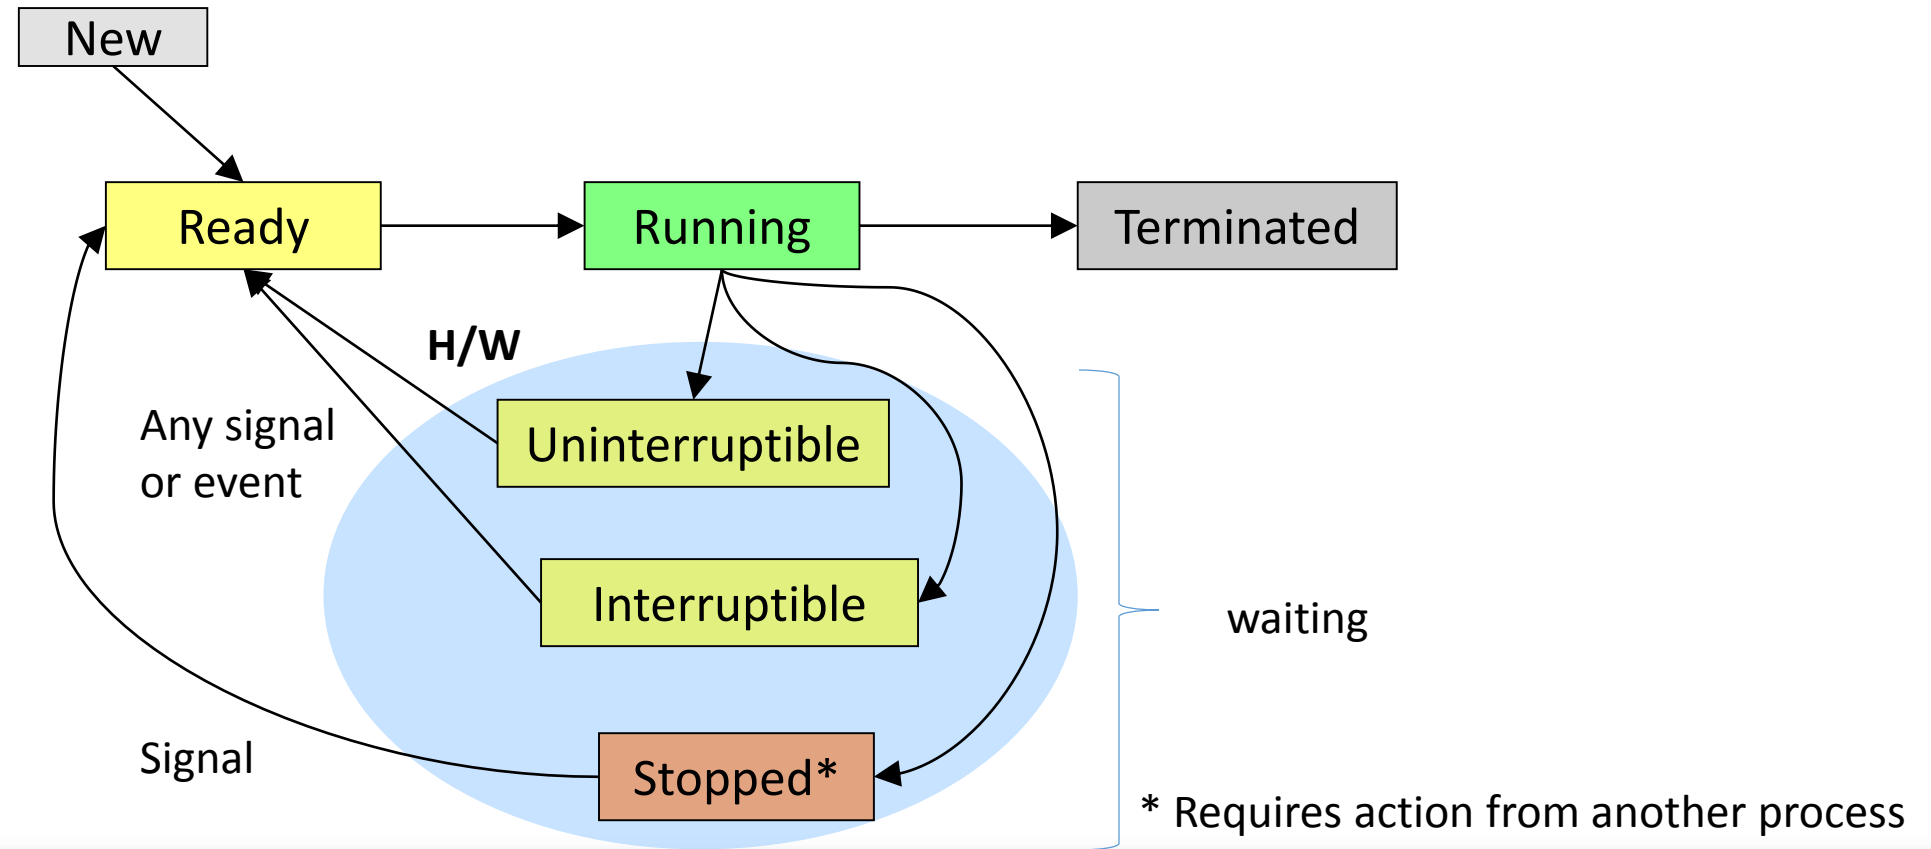 New
Ready
Running
Terminated
H/W
Any signal
or event
Uninterruptible
Interruptible
waiting
Signal
Stopped*
* Requires action from another process